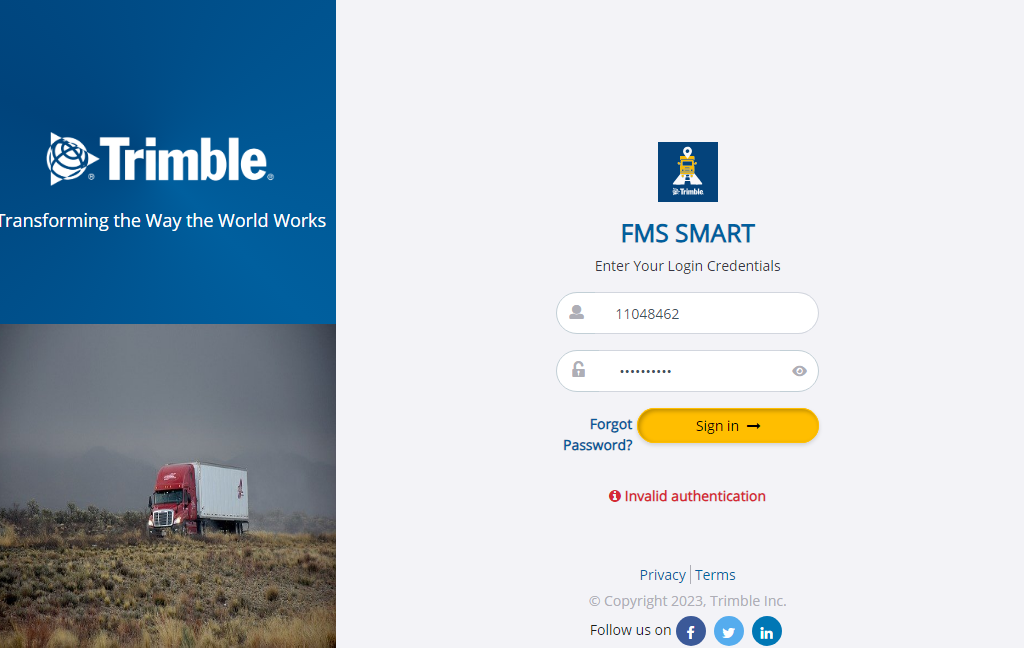 Trimble
Transforming the Way the World Works
Trimble
FMS SMART
Enter Your Login Credentials
11048462
••••••••••
Forgot
Password?
Sign in →
Invalid authentication
Privacy | Terms
© Copyright 2023, Trimble Inc.
Follow us on